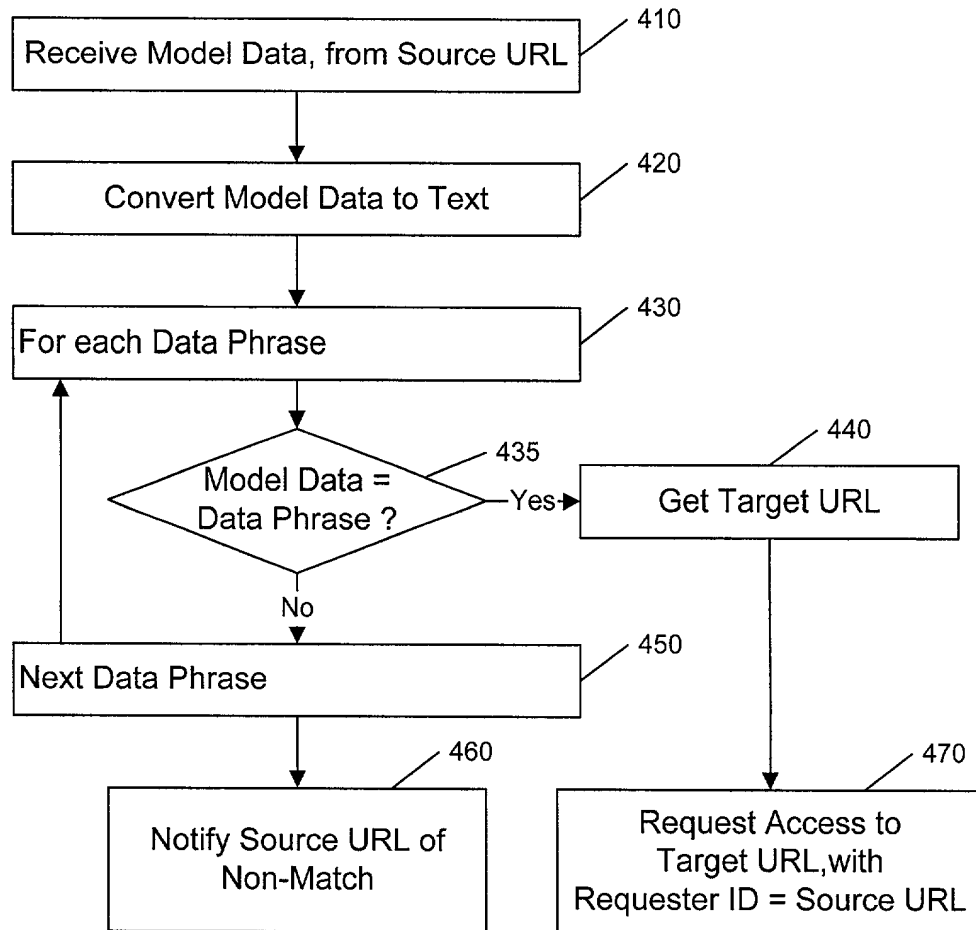 410
Receive Model Data, from Source URL
420
Convert Model Data to Text
430
For each Data Phrase
435
Model Data =
Data Phrase ?
Yes
440
Get Target URL
No
450
Next Data Phrase
460
Notify Source URL of
Non-Match
470
Request Access to
Target URL,with
Requester ID = Source URL